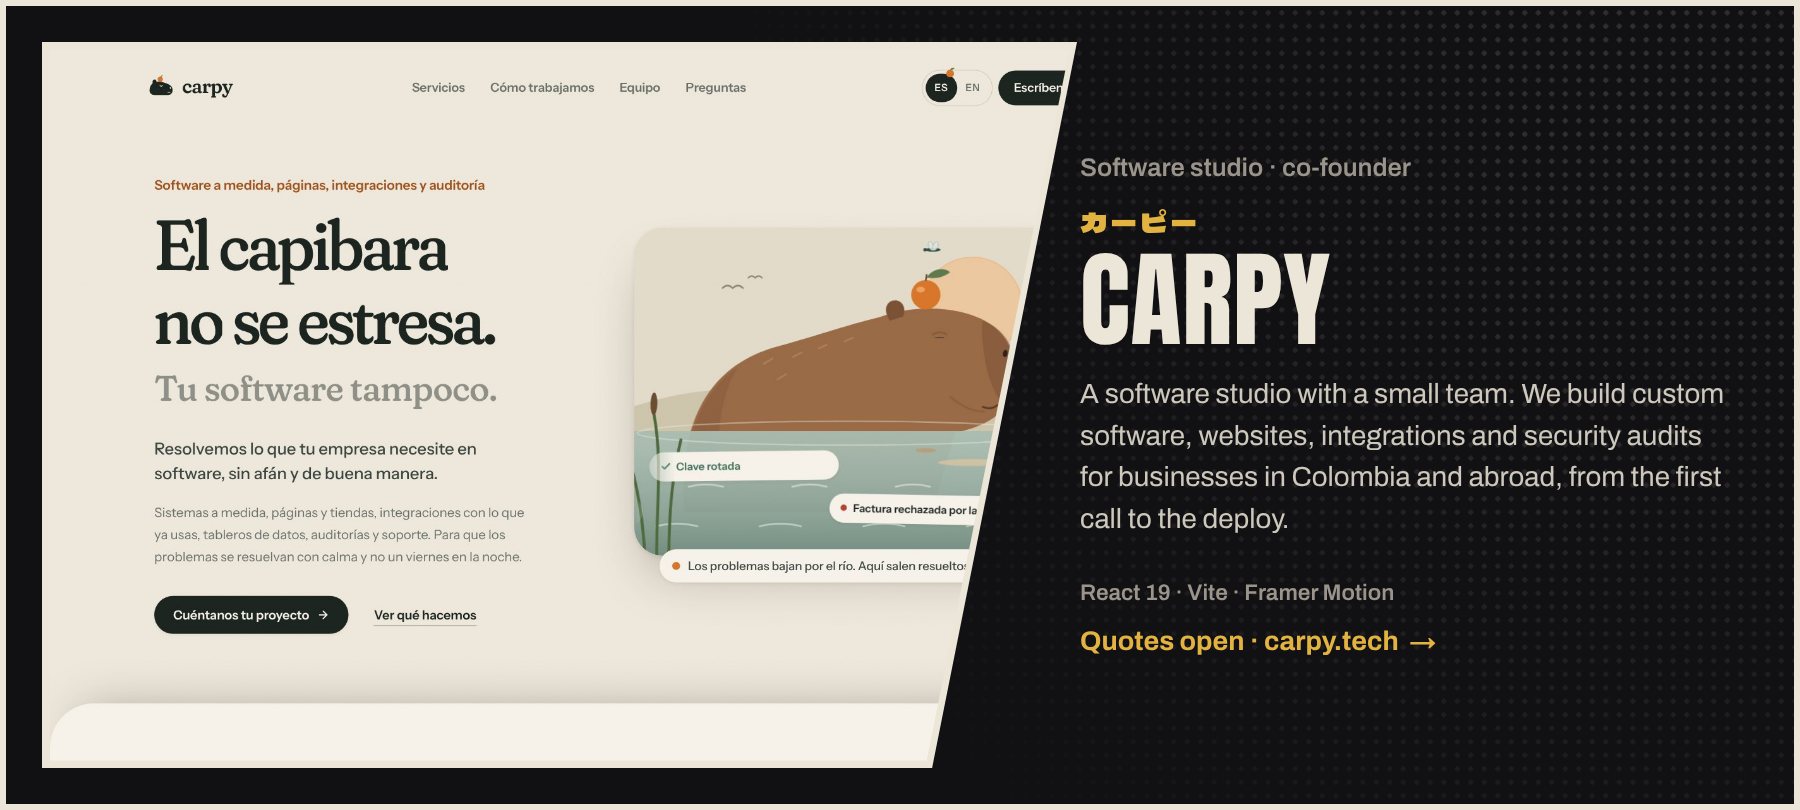 carpy
Servicios
Cómo trabajamos
Equipo
Preguntas
ES
EN
Software a medida, páginas, integraciones y auditoría
El capibara
no se estresa.
Tu software tampoco.
Resolvemos lo que tu empresa necesite en
software, sin afán y de buena manera.
Sistemas a medida, páginas y tiendas, integraciones con lo que
ya usas, tableros de datos, auditorías y soporte. Para que los
problemas se resuelvan con calma y no un viernes en la noche.
Cuéntanos tu proyecto →
Ver qué hacemos
Clave rotada
Factura rechazada por la
Los problemas bajan por el río. Aquí salen resueltos
Software studio · co-founder
カーピー
CARPY
A software studio with a small team. We build custom
software, websites, integrations and security audits
for businesses in Colombia and abroad, from the first
call to the deploy.
React 19 · Vite · Framer Motion
Quotes open · carpy.tech →